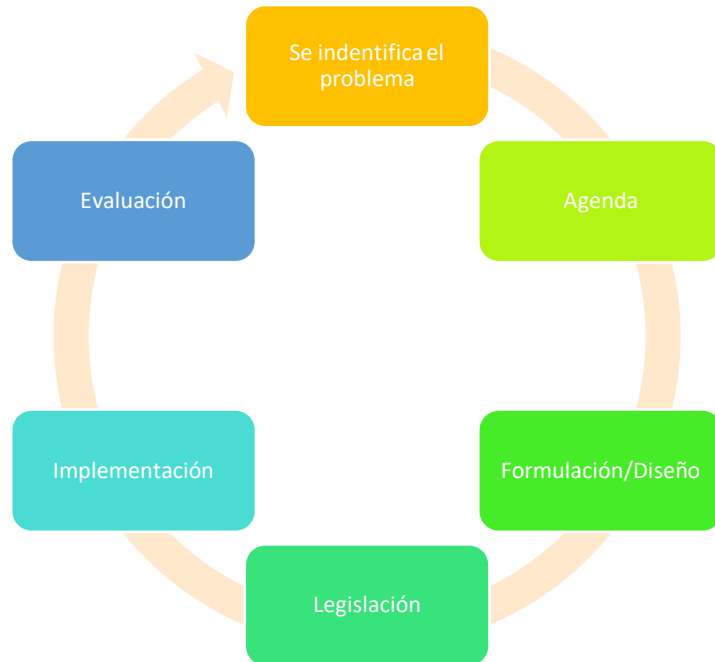 Se indentifica el
problema
Agenda
Formulación/Diseño
Legislación
Implementación
Evaluación